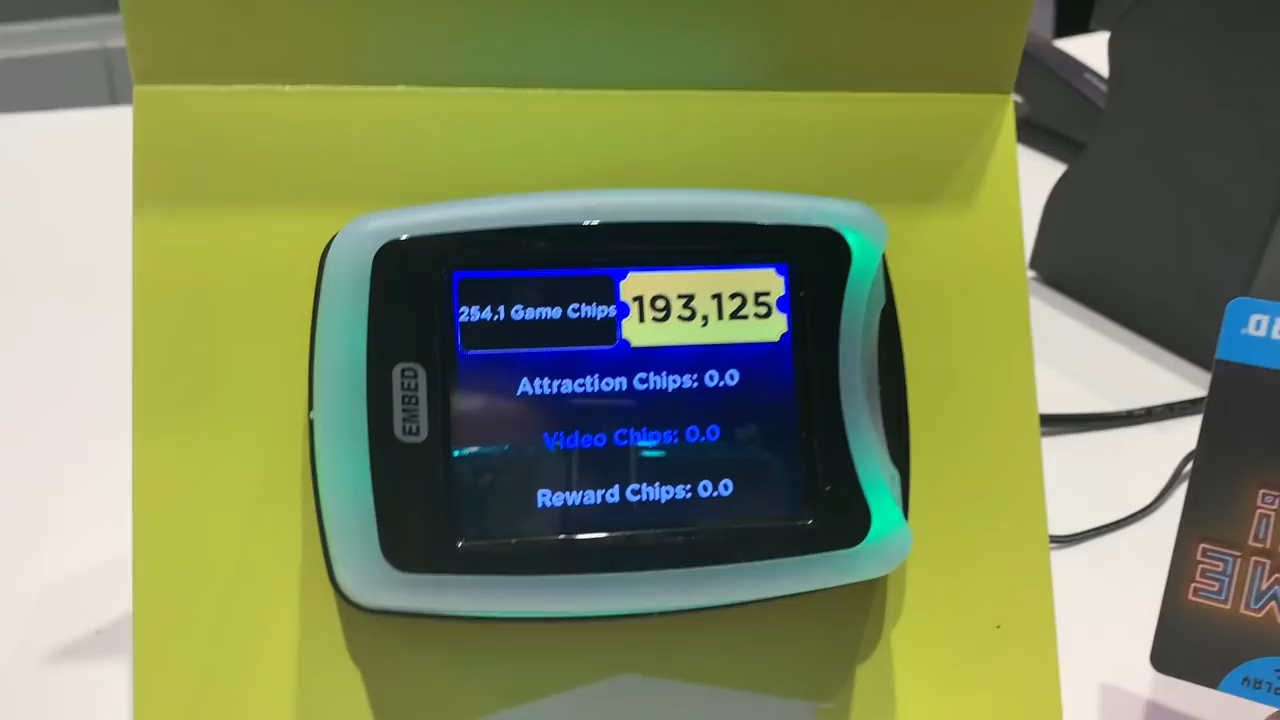 254.1 Game Chips
193,125
Attraction Chips: 0.0
Video Chips: 0.0
Reward Chips: 0.0
EMBED